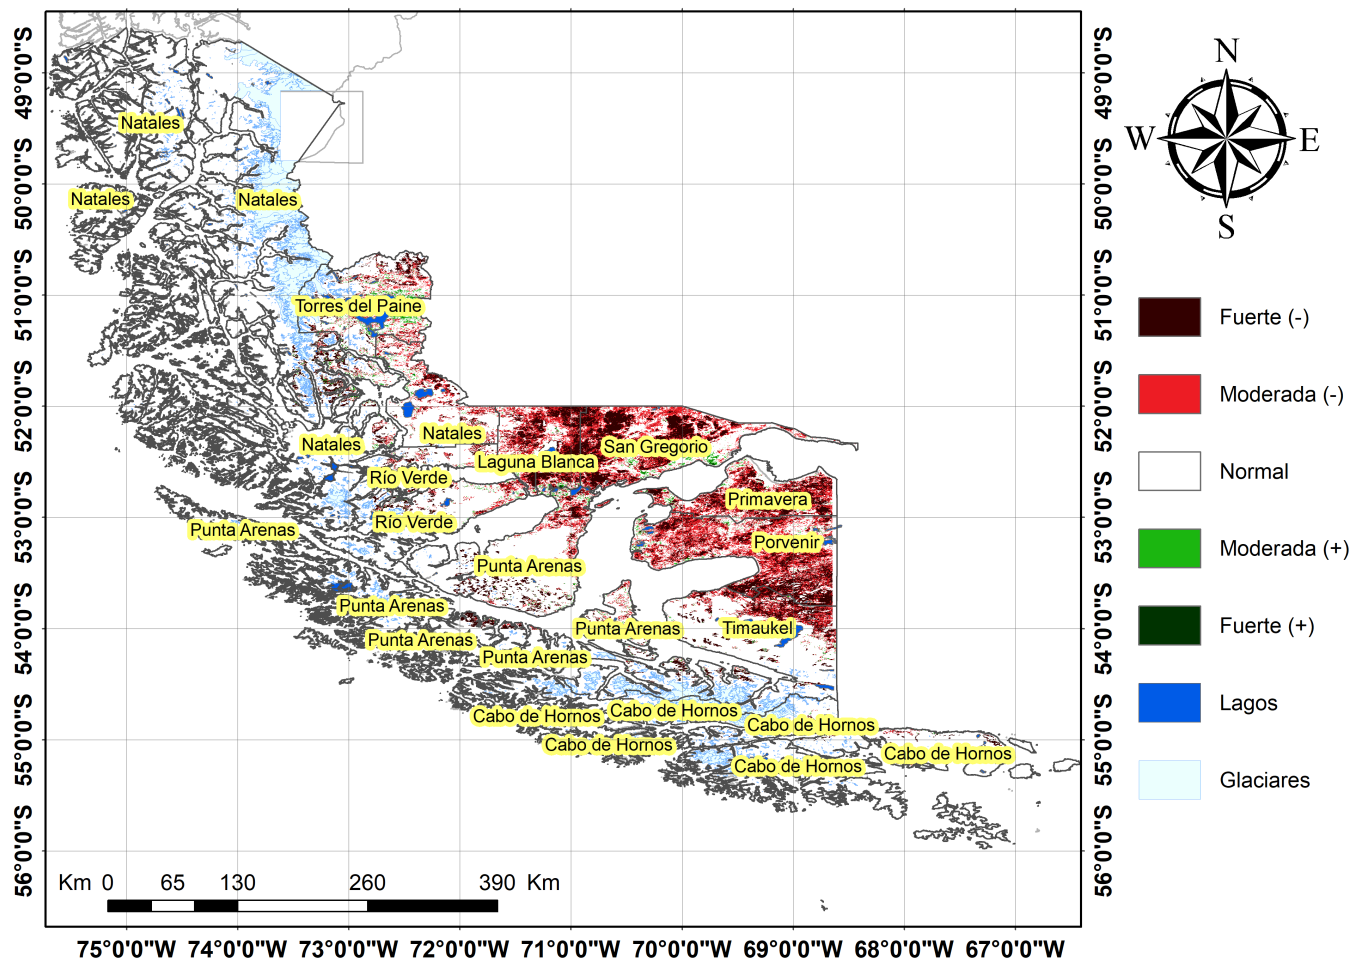 Natales
Natales
Natales
Torres del Paine
Natales
Natales
San Gregorio
Laguna Blanca
Río Verde
Primavera
Río Verde
Punta Arenas
Porvenir
Punta Arenas
Punta Arenas
Punta Arenas
Timaukel
Punta Arenas
Punta Arenas
Cabo de Hornos
Cabo de Hornos
Cabo de Hornos
Cabo de Hornos
Cabo de Hornos
Cabo de Hornos
Km 0 65 130 260 390 Km
75°0'0"W 74°0'0"W 73°0'0"W 72°0'0"W 71°0'0"W 70°0'0"W 69°0'0"W 68°0'0"W 67°0'0"W
49°0'0"S
50°0'0"S
51°0'0"S
52°0'0"S
53°0'0"S
54°0'0"S
55°0'0"S
56°0'0"S
49°0'0"S
50°0'0"S
51°0'0"S
52°0'0"S
53°0'0"S
54°0'0"S
55°0'0"S
56°0'0"S
N
W E
S
Fuerte (-)
Moderada (-)
Normal
Moderada (+)
Fuerte (+)
Lagos
Glaciares